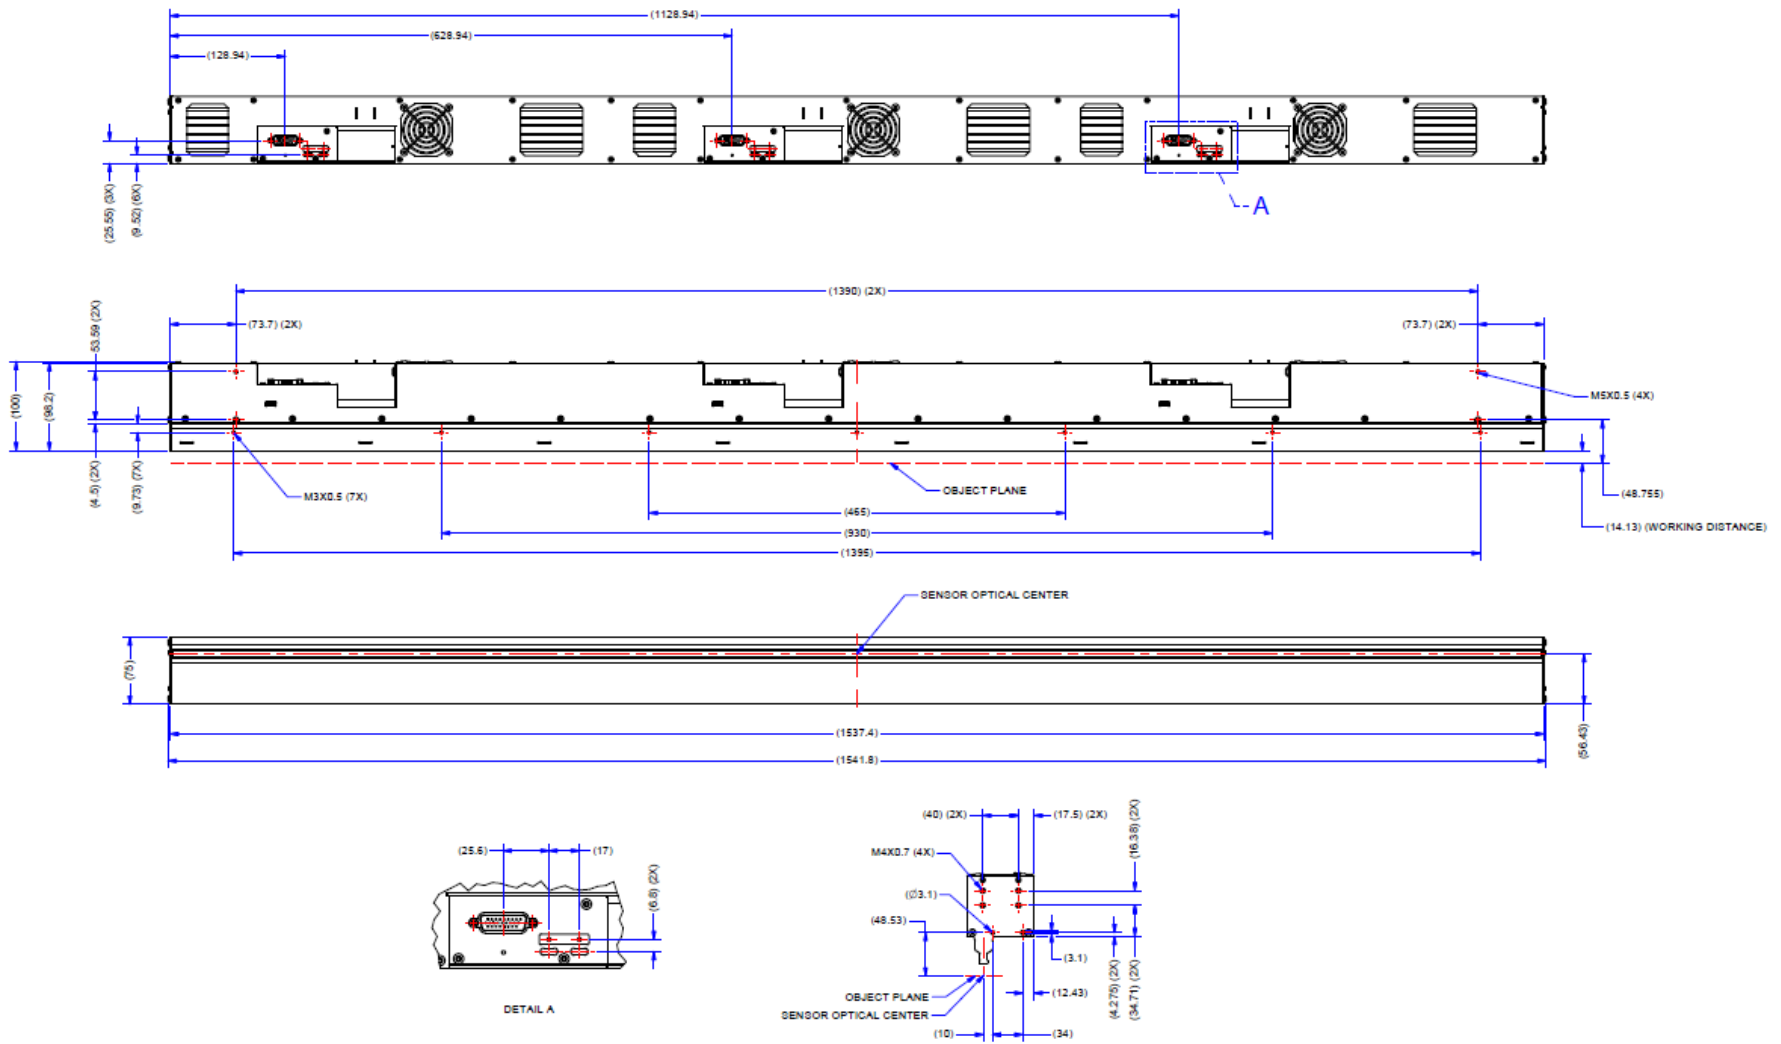 (1128.94)
(628.94)
(128.94)
(25.55) (3X)
(9.52) (6X)
A
(1390) (2X)
(73.7) (2X)
(73.7) (2X)
53.59 (2X)
(100)
(96.2)
(4.5) (2X)
(9.73) (7X)
M5X0.5 (4X)
M3X0.5 (7X)
OBJECT PLANE
(465)
(930)
(1395)
(48.755)
(14.13) (WORKING DISTANCE)
SENSOR OPTICAL CENTER
(75)
(56.43)
(1537.4)
(1541.8)
(25.6)
(17)
(6.8) (2X)
DETAIL A
(40) (2X)
(17.5) (2X)
M4X0.7 (4X)
(16.38) (2X)
(Ø3.1)
(48.53)
(3.1)
(12.43)
(4.275) (2X)
(34.71) (2X)
OBJECT PLANE
SENSOR OPTICAL CENTER
(10)
(34)